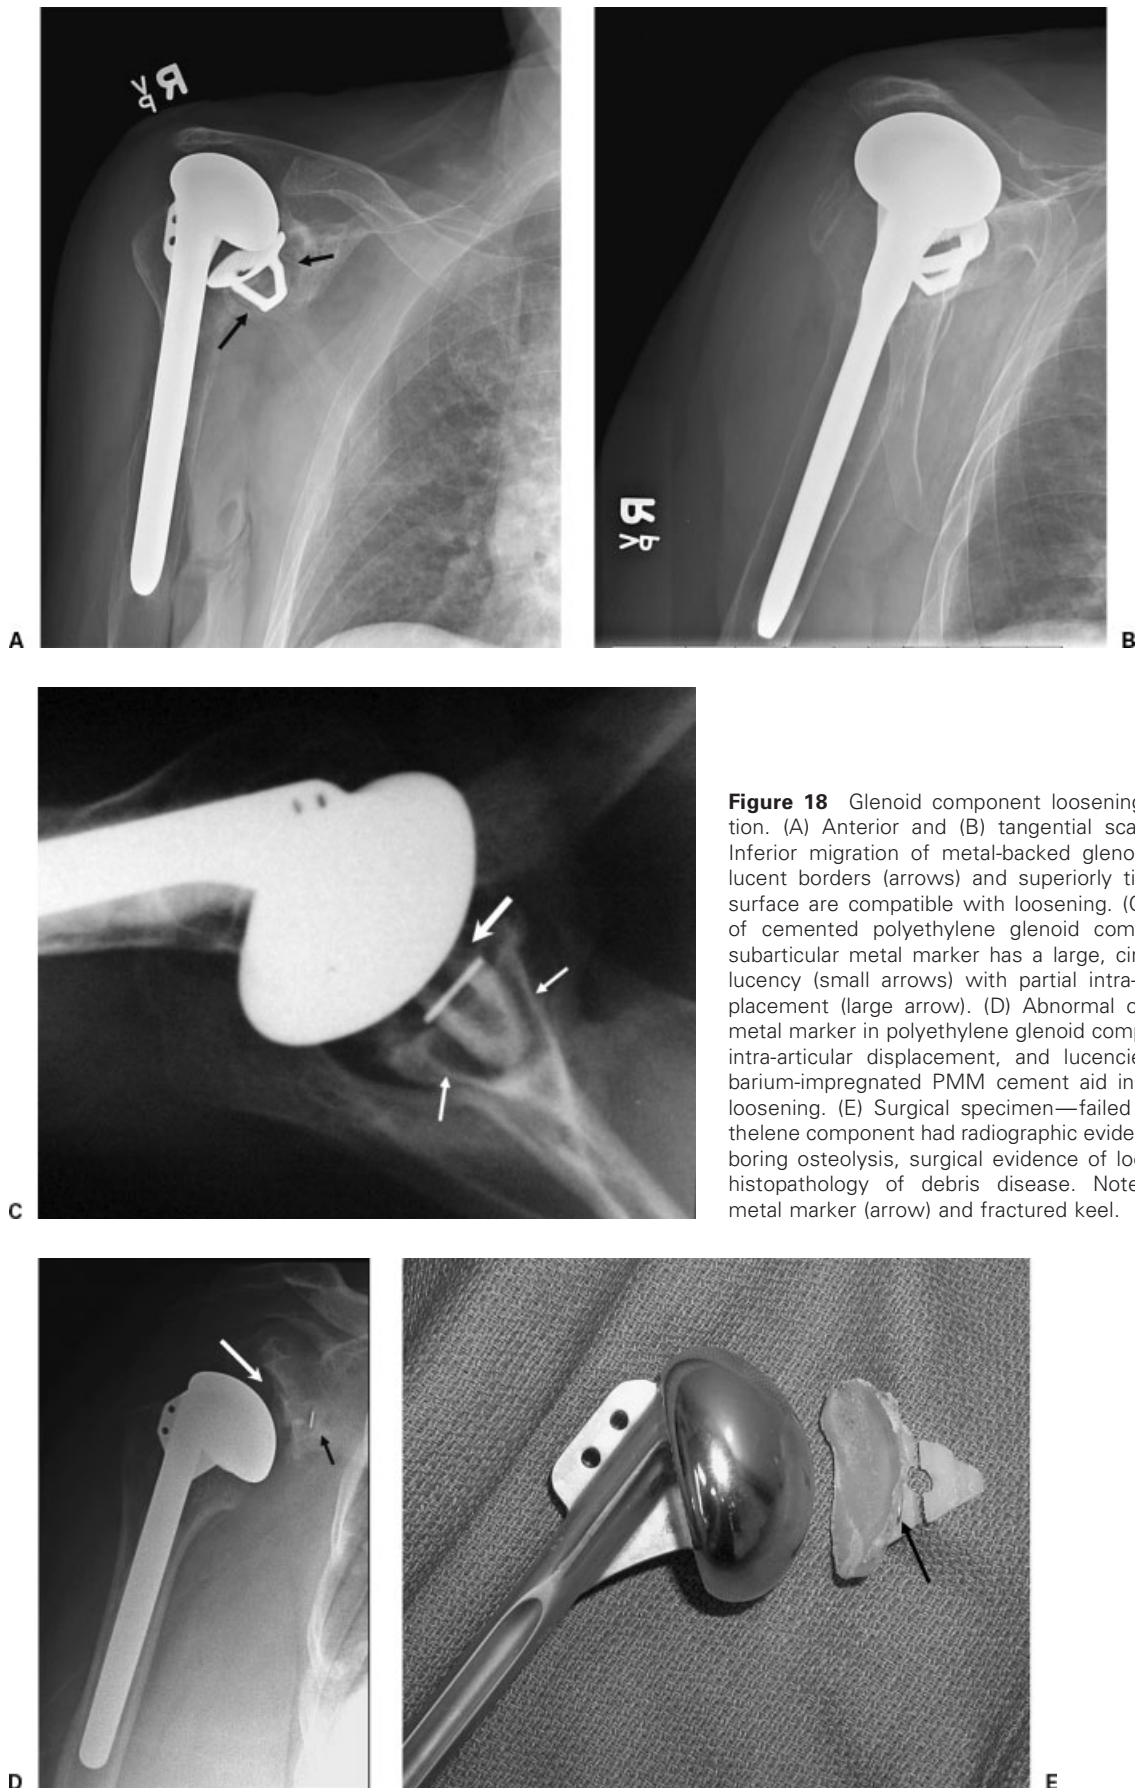 R
V
P
A
R
V
P
B
Figure 18 Glenoid component loosening
tion. (A) Anterior and (B) tangential sca
Inferior migration of metal-backed gleno
lucent borders (arrows) and superiorly ti
surface are compatible with loosening. (C
of cemented polyethylene glenoid com
subarticular metal marker has a large, cir
lucency (small arrows) with partial intra-
placement (large arrow). (D) Abnormal o
metal marker in polyethylene glenoid comp
intra-articular displacement, and lucencie
barium-impregnated PMM cement aid in
loosening. (E) Surgical specimen—failed
thelene component had radiographic evide
boring osteolysis, surgical evidence of loo
histopathology of debris disease. Note
metal marker (arrow) and fractured keel.
C
D
E